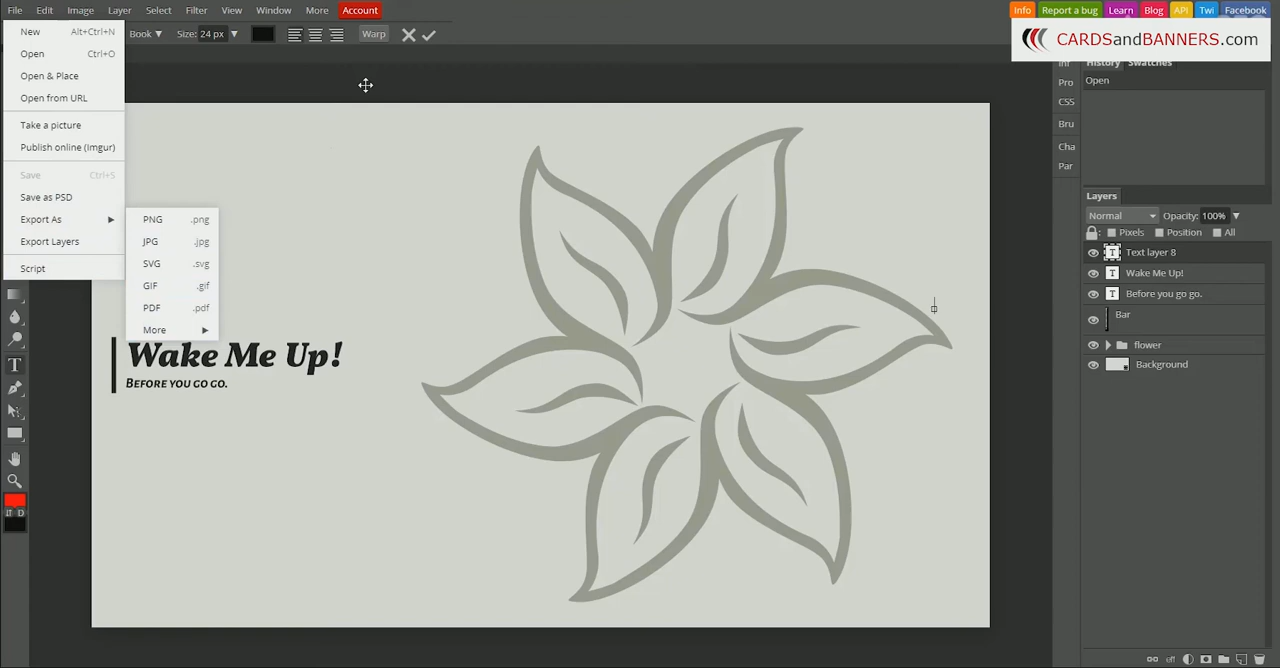 File Edit Image Layer Select Filter View Window More Account
Info Report a bug Learn Blog API Twi Facebook
CARDSandBANNERS.com
Book Size: 24 px Warp
New Alt+Ctrl+N
Open Ctrl+O
Open & Place
Open from URL
Take a picture
Publish online (Imgur)
Save Ctrl+S
Save as PSD
Export As
Export Layers
Script
PNG .png
JPG .jpg
SVG .svg
GIF .gif
PDF .pdf
More
Wake Me Up!
Before you go go.
Inf
Pro
CSS
Bru
Cha
Par
History Swatches
Open
Layers
Normal Opacity: 100%
Pixels Position All
Text layer 8
Wake Me Up!
Before you go go.
Bar
flower
Background
eff